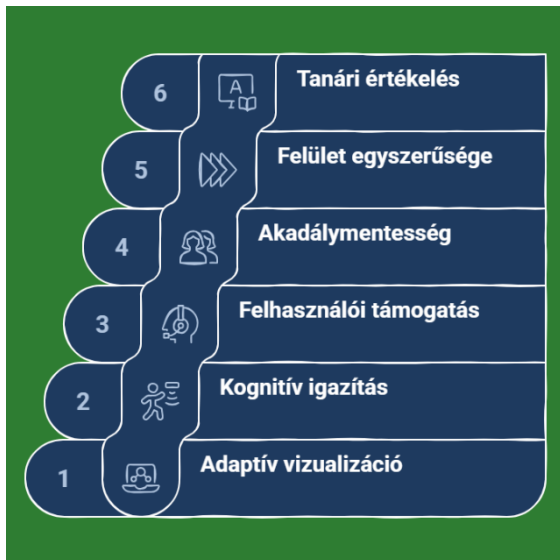 6 Tanári értékelés
5 Felület egyszerűsége
4 Akadálymentesség
3 Felhasználói támogatás
2 Kognitív igazítás
1 Adaptív vizualizáció